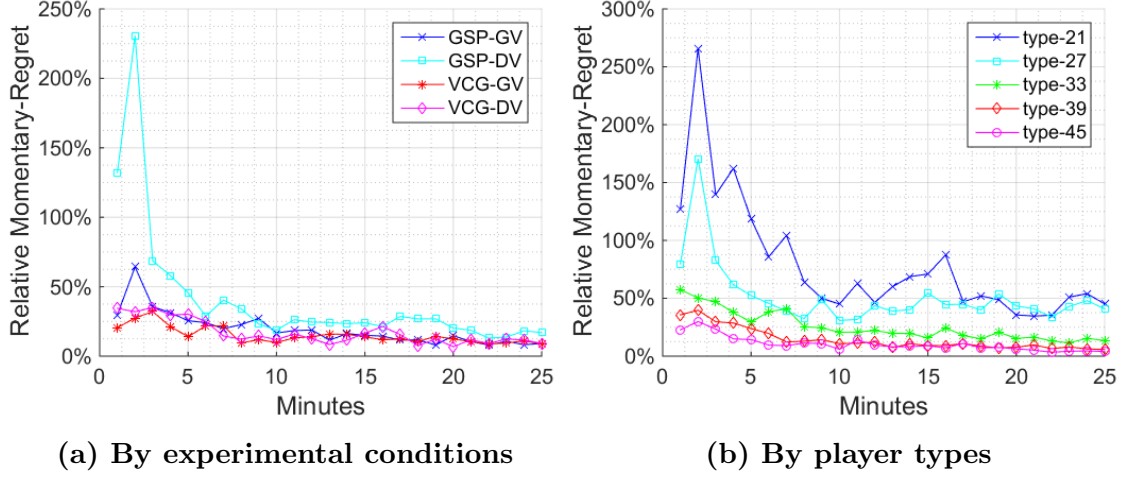 250%
200%
150%
100%
50%
0%
Relative Momentary-Regret
GSP-GV
GSP-DV
VCG-GV
VCG-DV
0 5 10 15 20 25
Minutes
(a) By experimental conditions
300%
250%
200%
150%
100%
50%
0%
Relative Momentary-Regret
type-21
type-27
type-33
type-39
type-45
0 5 10 15 20 25
Minutes
(b) By player types